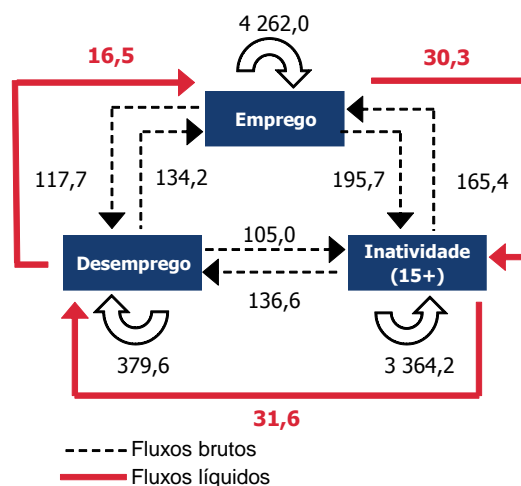 4 262,0
16,5
30,3
Emprego
117,7
134,2
195,7
165,4
105,0
Desemprego
Inatividade
(15+)
136,6
379,6
3 364,2
31,6
Fluxos brutos
Fluxos líquidos